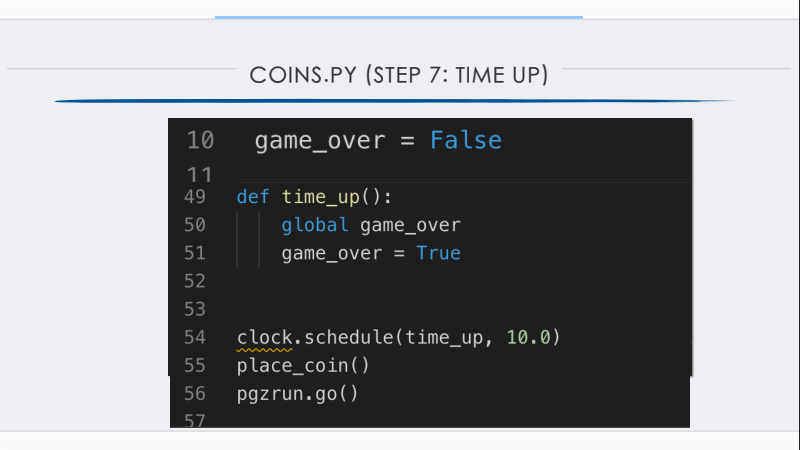 COINS.PY (STEP 7: TIME UP)
10 game_over = False
11
49 def time_up():
50 global game_over
51 game_over = True
52
53
54 clock.schedule(time_up, 10.0)
55 place_coin()
56 pgzrun.go()
57